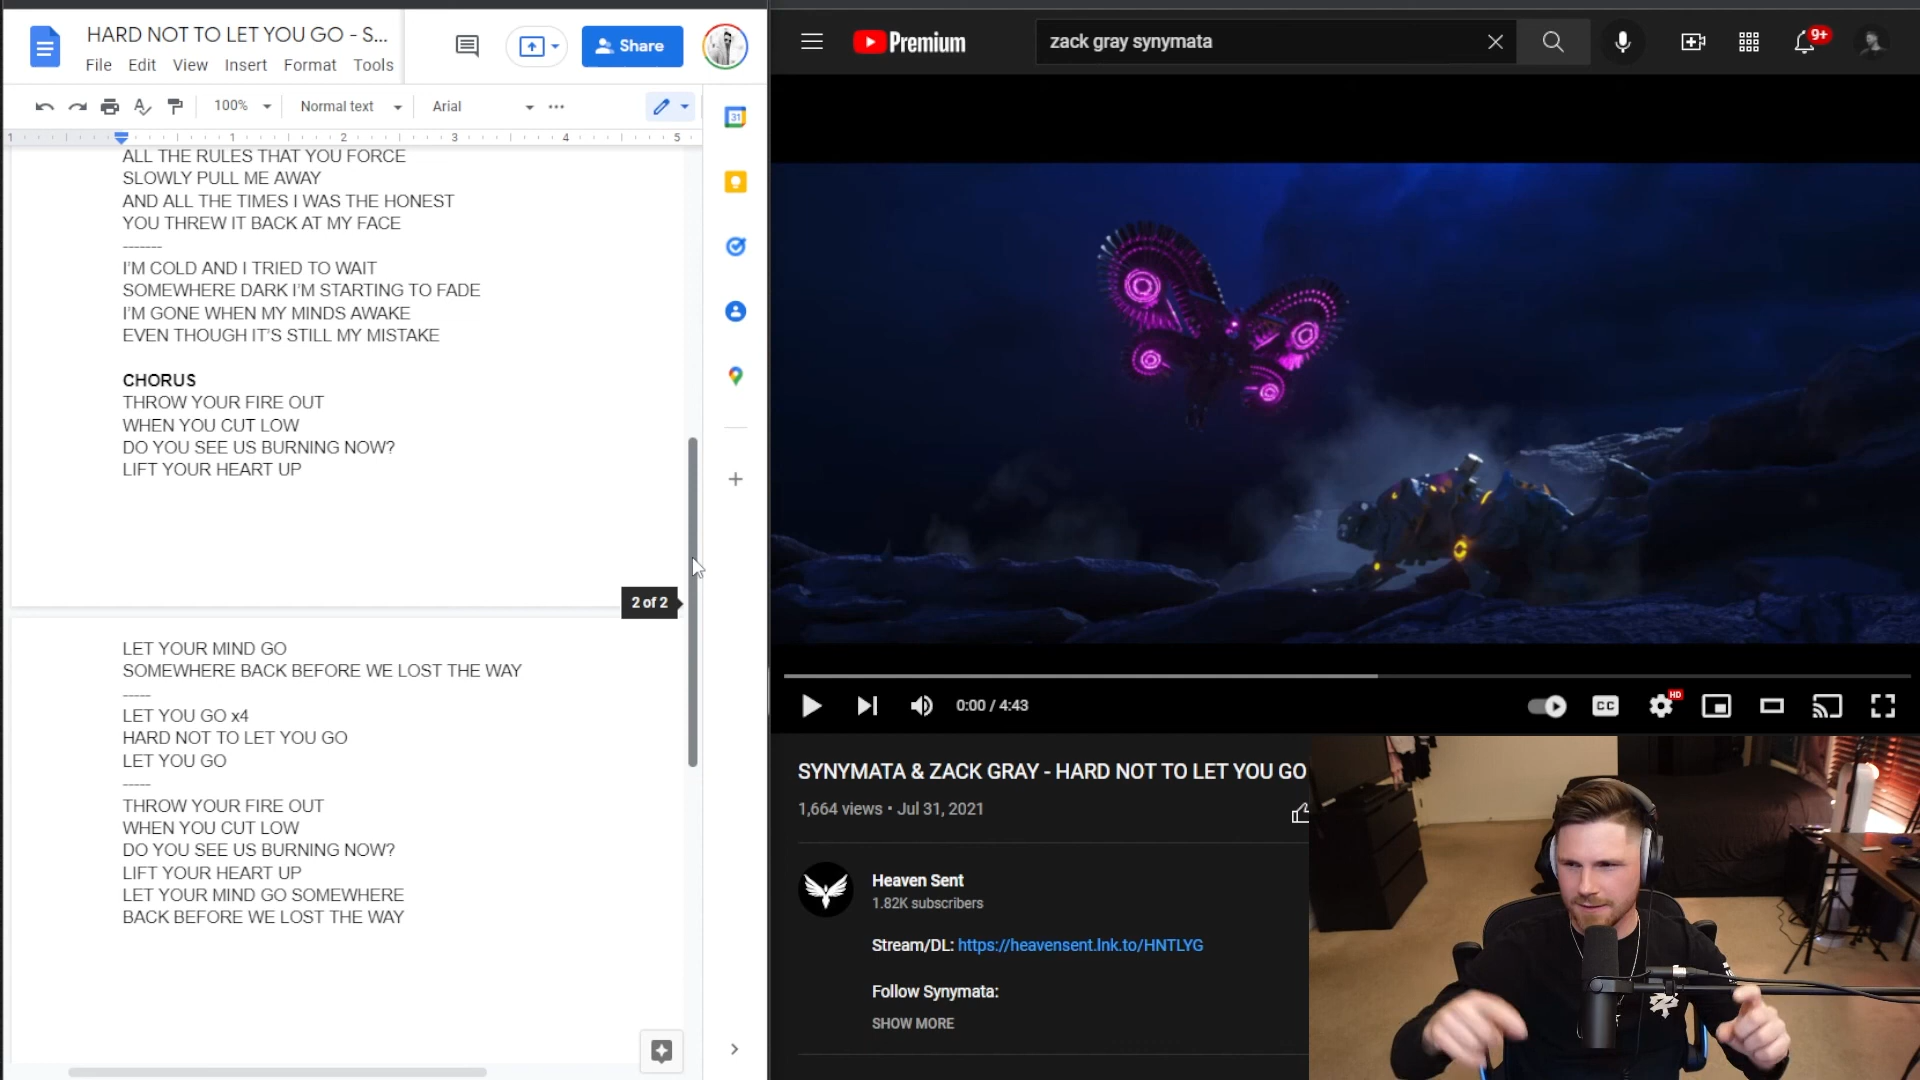 HARD NOT TO LET YOU GO - S...
File Edit View Insert Format Tools
Share
100% Normal text Arial
1 1 2 3 4 5
ALL THE RULES THAT YOU FORCE
SLOWLY PULL ME AWAY
AND ALL THE TIMES I WAS THE HONEST
YOU THREW IT BACK AT MY FACE
-------
I'M COLD AND I TRIED TO WAIT
SOMEWHERE DARK I'M STARTING TO FADE
I'M GONE WHEN MY MINDS AWAKE
EVEN THOUGH IT'S STILL MY MISTAKE
CHORUS
THROW YOUR FIRE OUT
WHEN YOU CUT LOW
DO YOU SEE US BURNING NOW?
LIFT YOUR HEART UP
2 of 2
LET YOUR MIND GO
SOMEWHERE BACK BEFORE WE LOST THE WAY
-----
LET YOU GO x4
HARD NOT TO LET YOU GO
LET YOU GO
-----
THROW YOUR FIRE OUT
WHEN YOU CUT LOW
DO YOU SEE US BURNING NOW?
LIFT YOUR HEART UP
LET YOUR MIND GO SOMEWHERE
BACK BEFORE WE LOST THE WAY
31
Premium
zack gray synymata
9+
0:00 / 4:43
CC
HD
SYNYMATA & ZACK GRAY - HARD NOT TO LET YOU GO
1,664 views • Jul 31, 2021
Heaven Sent
1.82K subscribers
Stream/DL: https://heavensent.lnk.to/HNTLYG
Follow Synymata:
SHOW MORE